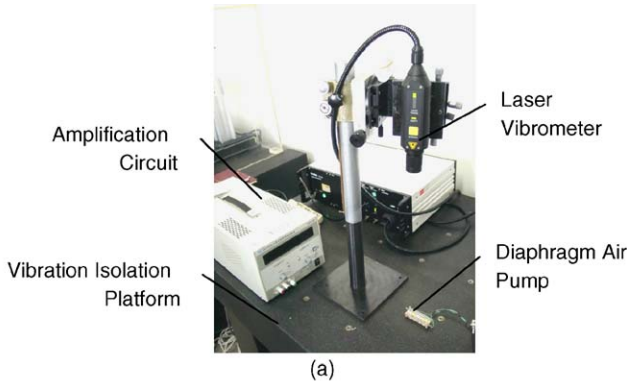 Amplification
Circuit
Laser
Vibrometer
Vibration Isolation
Platform
Diaphragm Air
Pump
(a)